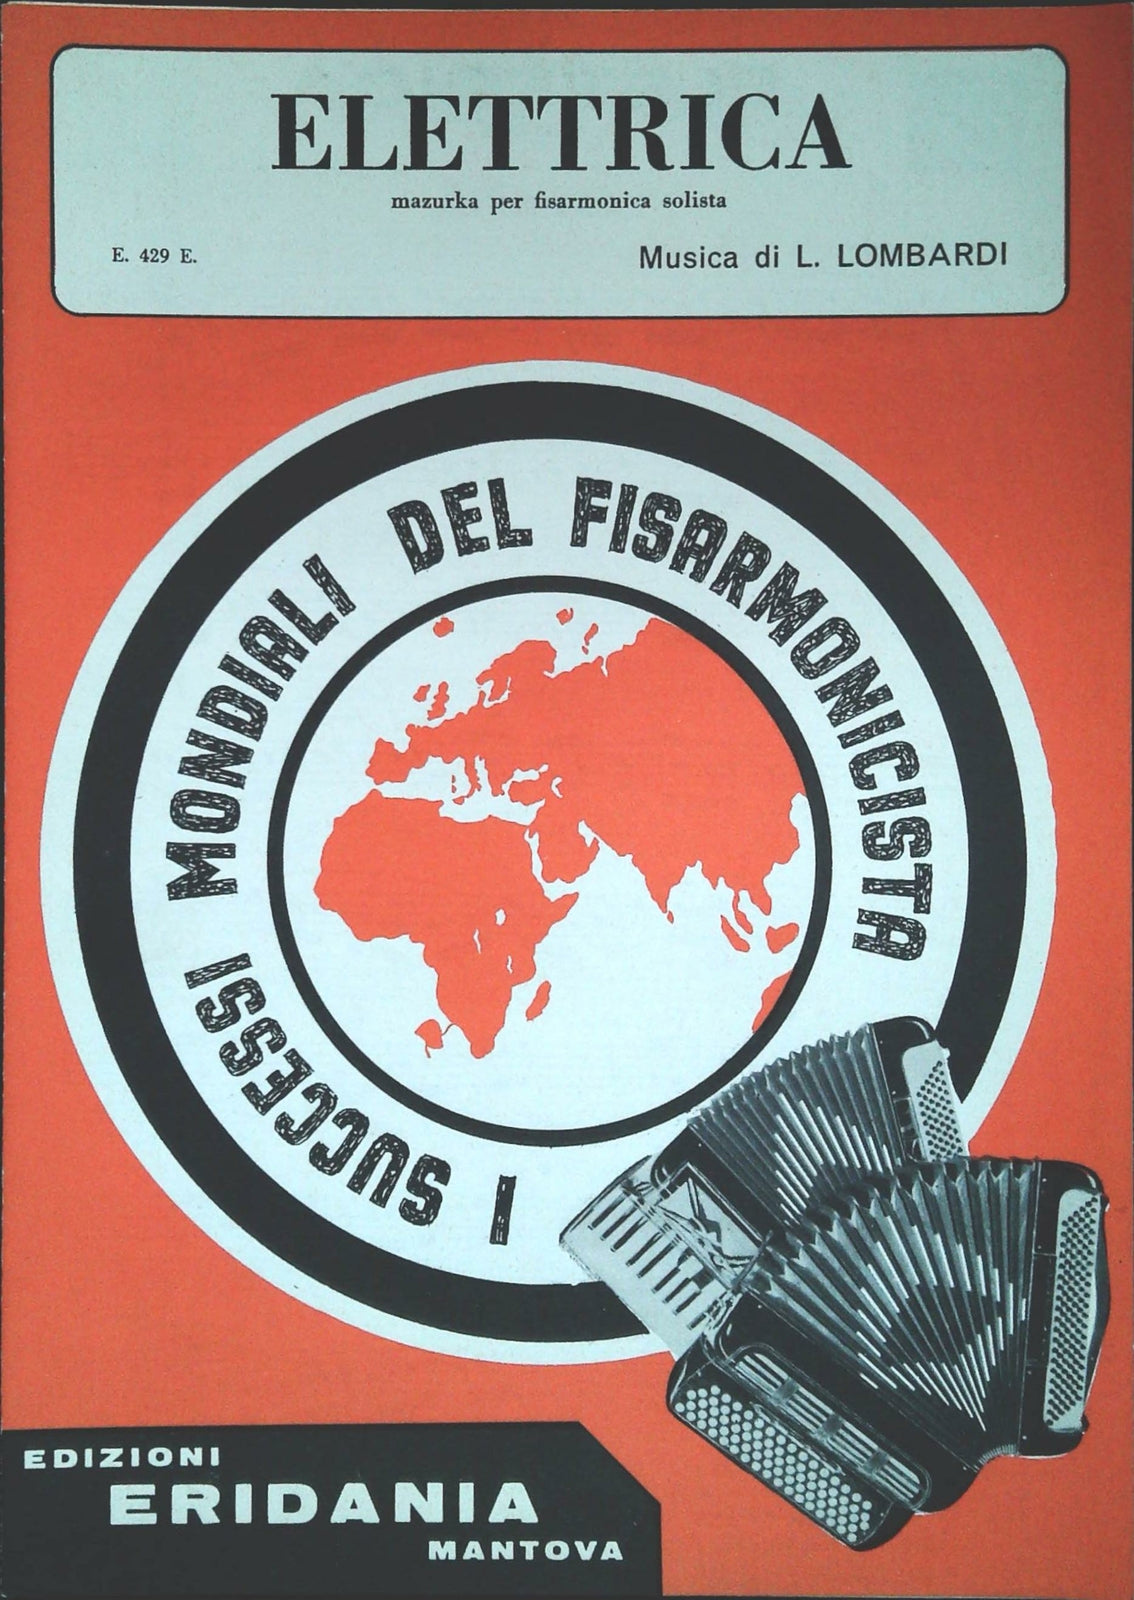 ELETTRICA
mazurka per fisarmonica solista
E. 429 E.
Musica di L. LOMBARDI
I SUCCESSI MONDIALI DEL FISARMONICISTA
EDIZIONI
ERIDANIA
MANTOVA